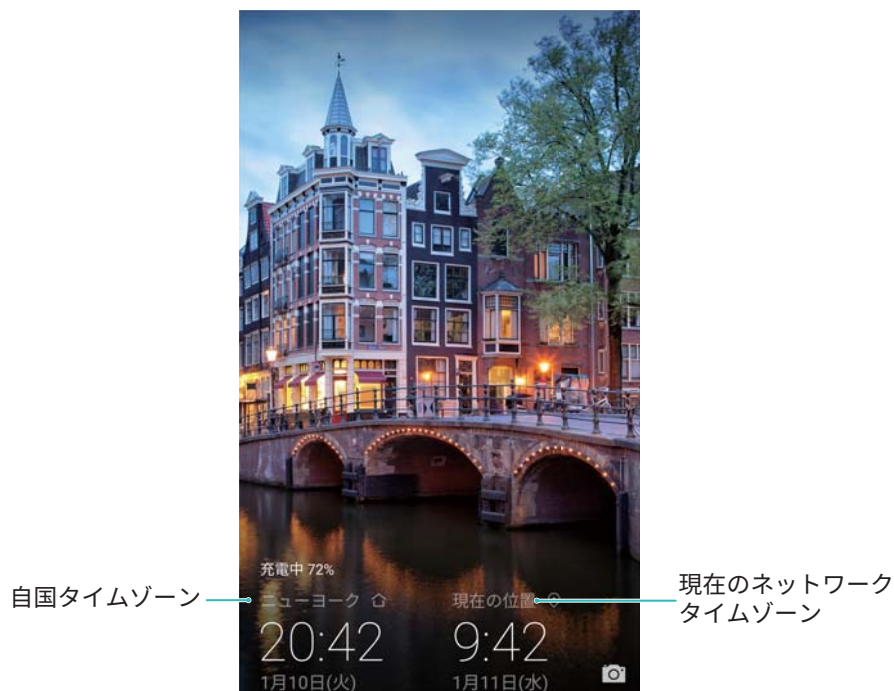 充電中 72%
自国タイムゾーン
ニューヨーク
現在の位置
現在のネットワーク
タイムゾーン
20:42
9:42
1月10日(火)
1月11日(水)